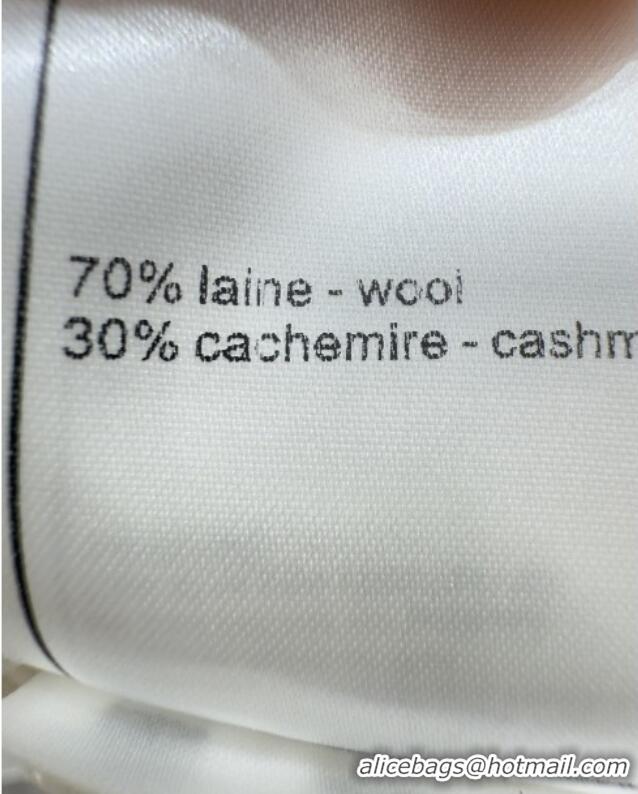 70% laine - wool
30% cachemire - cashm
alicebags@hotmail.com